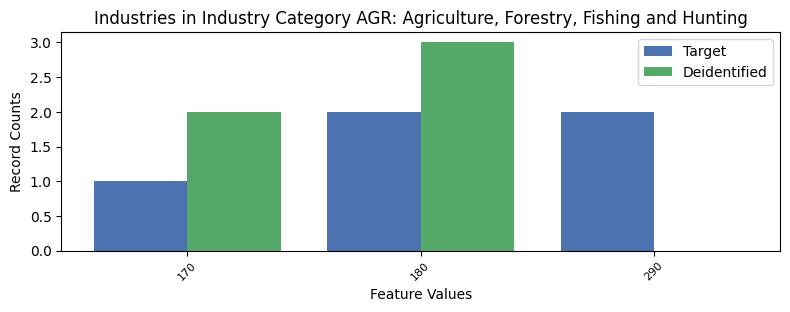 Industries in Industry Category AGR: Agriculture, Forestry, Fishing and Hunting
Target
Deidentified
Record Counts
3.0
2.5
2.0
1.5
1.0
0.5
0.0
170
180
290
Feature Values